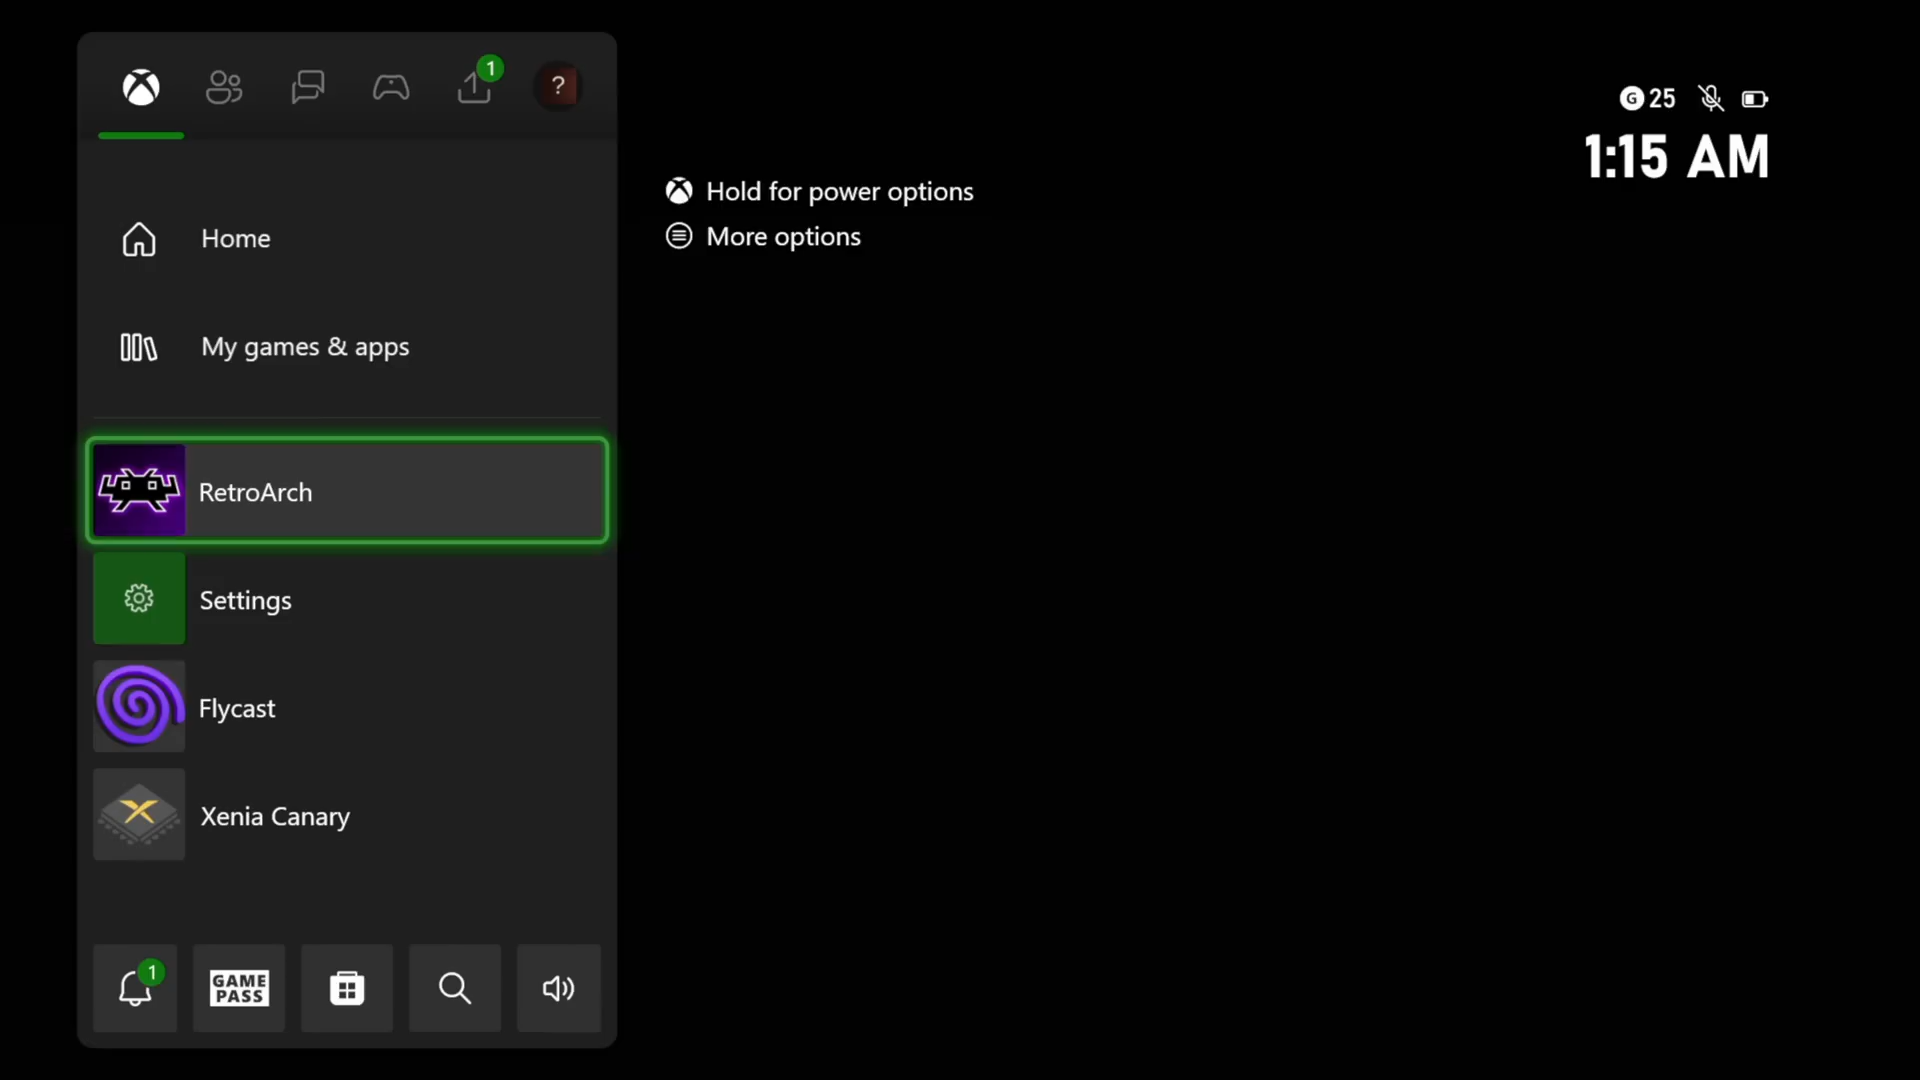 1
?
G 25
1:15 AM
Hold for power options
More options
Home
My games & apps
RetroArch
Settings
Flycast
Xenia Canary
1
GAME
PASS